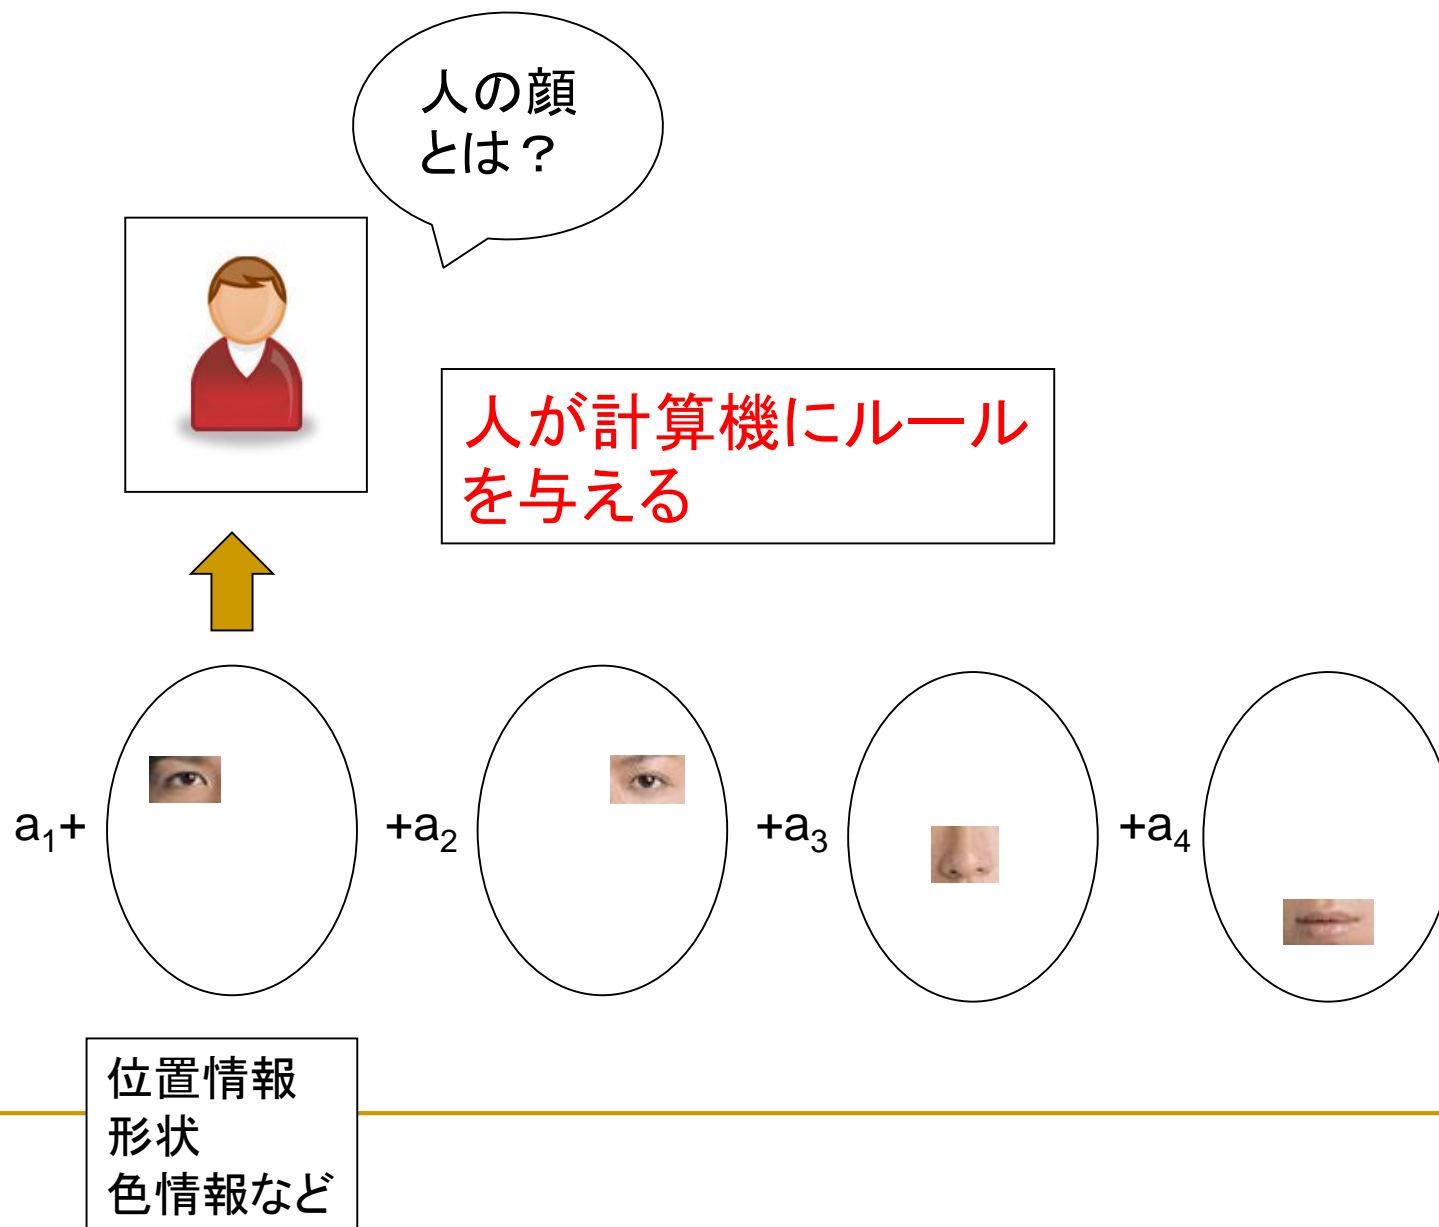 人の顔
とは？
人が計算機にルール
を与える
a₁+ +a₂ +a₃ +a₄
位置情報
形状
色情報など